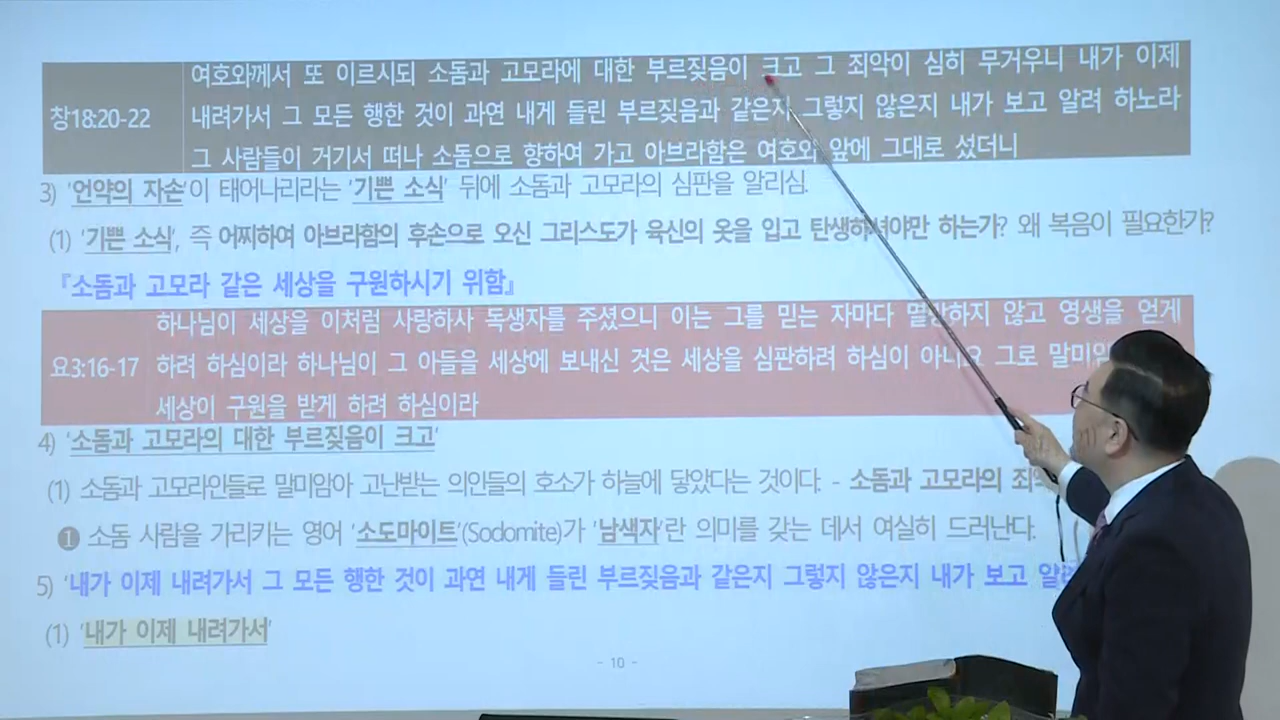 여호와께서 또 이르시되 소돔과 고모라에 대한 부르짖음이 크고 그 죄악이 심히 무거우니 내가 이제
창18:20-22 내려가서 그 모든 행한 것이 과연 내게 들린 부르짖음과 같은지 그렇지 않은지 내가 보고 알려 하노라
그 사람들이 거기서 떠나 소돔으로 향하여 가고 아브라함은 여호와 앞에 그대로 섰더니
3) '언약의 자손'이 태어나리라는 '기쁜 소식' 뒤에 소돔과 고모라의 심판을 알리심.
(1) '기쁜 소식', 즉 어찌하여 아브라함의 후손으로 오신 그리스도가 육신의 옷을 입고 탄생하셔야만 하는가? 왜 복음이 필요한가?
『소돔과 고모라 같은 세상을 구원하시기 위함』
하나님이 세상을 이처럼 사랑하사 독생자를 주셨으니 이는 그를 믿는 자마다 멸망하지 않고 영생을 얻게
요3:16-17 하려 하심이라 하나님이 그 아들을 세상에 보내신 것은 세상을 심판하려 하심이 아니요 그로
세상이 구원을 받게 하려 하심이라
4) '소돔과 고모라의 대한 부르짖음이 크고'
(1) 소돔과 고모라인들로 말미암아 고난받는 의인들의 호소가 하늘에 닿았다는 것이다. - 소돔과 고모라의
❶ 소돔 사람을 가리키는 영어 '소도마이트'(Sodomite)가 '남색자'란 의미를 갖는 데서 여실히 드러난다.
5) '내가 이제 내려가서 그 모든 행한 것이 과연 내게 들린 부르짖음과 같은지 그렇지 않은지 내가 보고
(1) '내가 이제 내려가서'
- 10 -